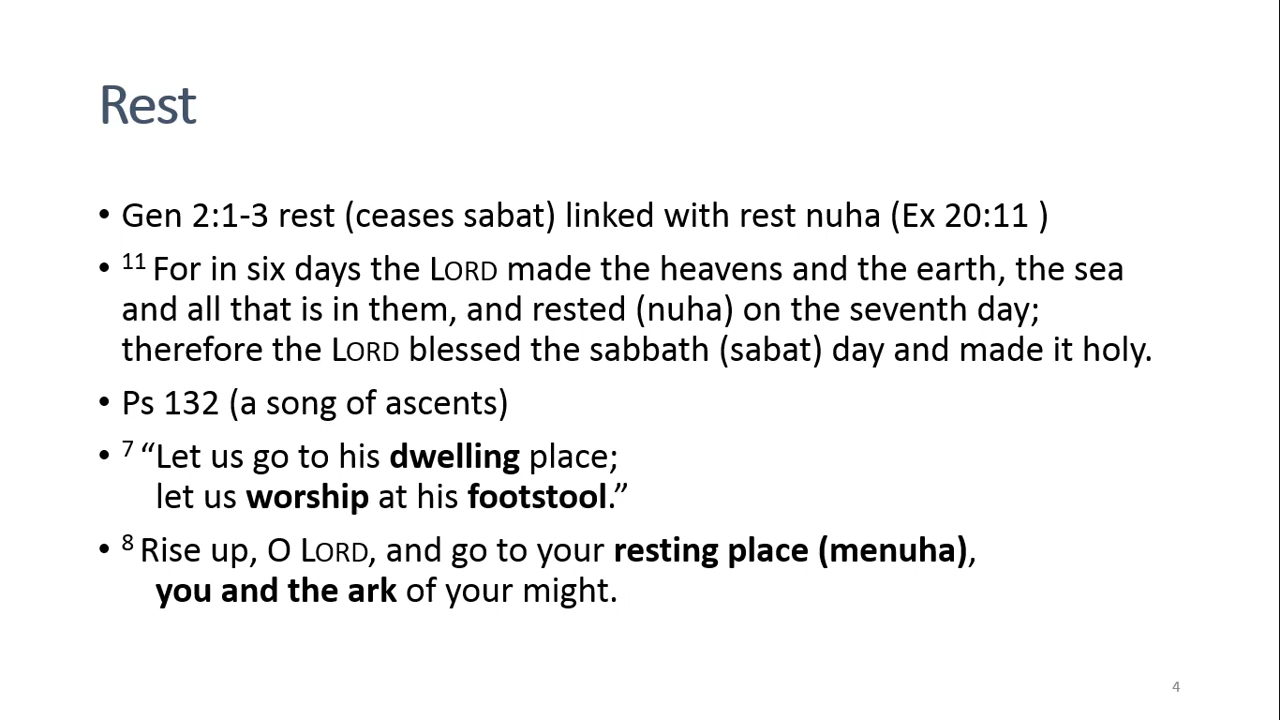 Rest
• Gen 2:1-3 rest (ceases sabat) linked with rest nuha (Ex 20:11 )
• 11 For in six days the LORD made the heavens and the earth, the sea
and all that is in them, and rested (nuha) on the seventh day;
therefore the LORD blessed the sabbath (sabat) day and made it holy.
• Ps 132 (a song of ascents)
• 7 “Let us go to his dwelling place;
let us worship at his footstool.”
• 8 Rise up, O LORD, and go to your resting place (menuha),
you and the ark of your might.
4